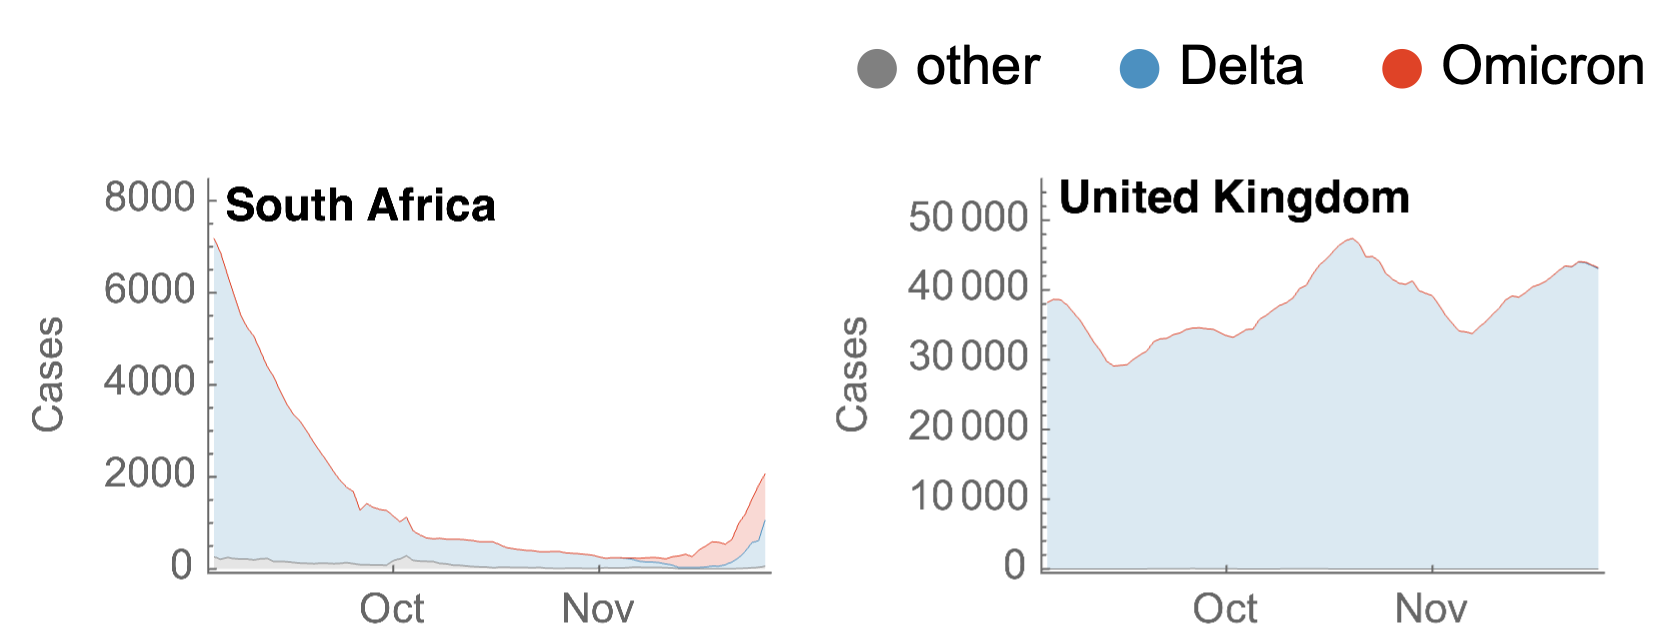 other Delta Omicron
South Africa
8000
6000
4000
2000
0
Cases
Oct Nov
United Kingdom
50 000
40 000
30 000
20 000
10 000
0
Cases
Oct Nov